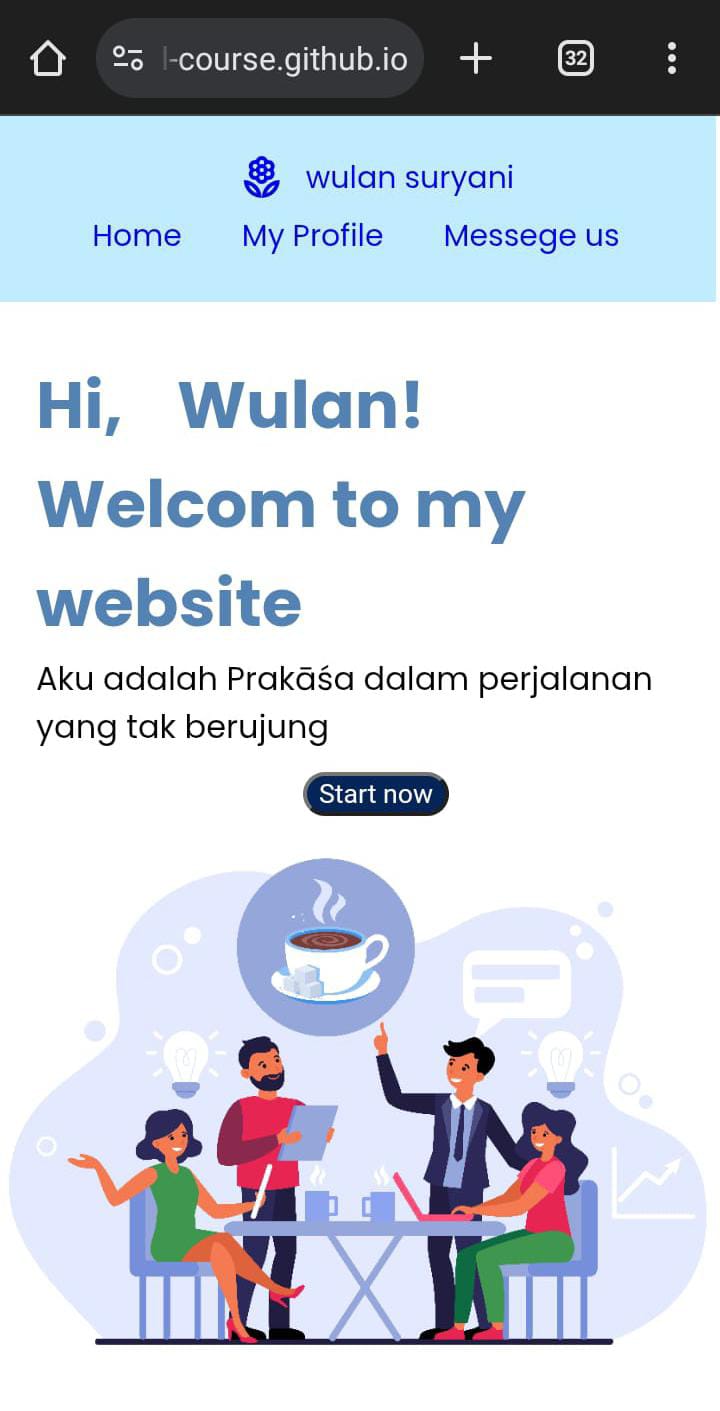 l-course.github.io
32
wulan suryani
Home My Profile Messege us
Hi, Wulan!
Welcom to my
website
Aku adalah Prakāśa dalam perjalanan
yang tak berujung
Start now